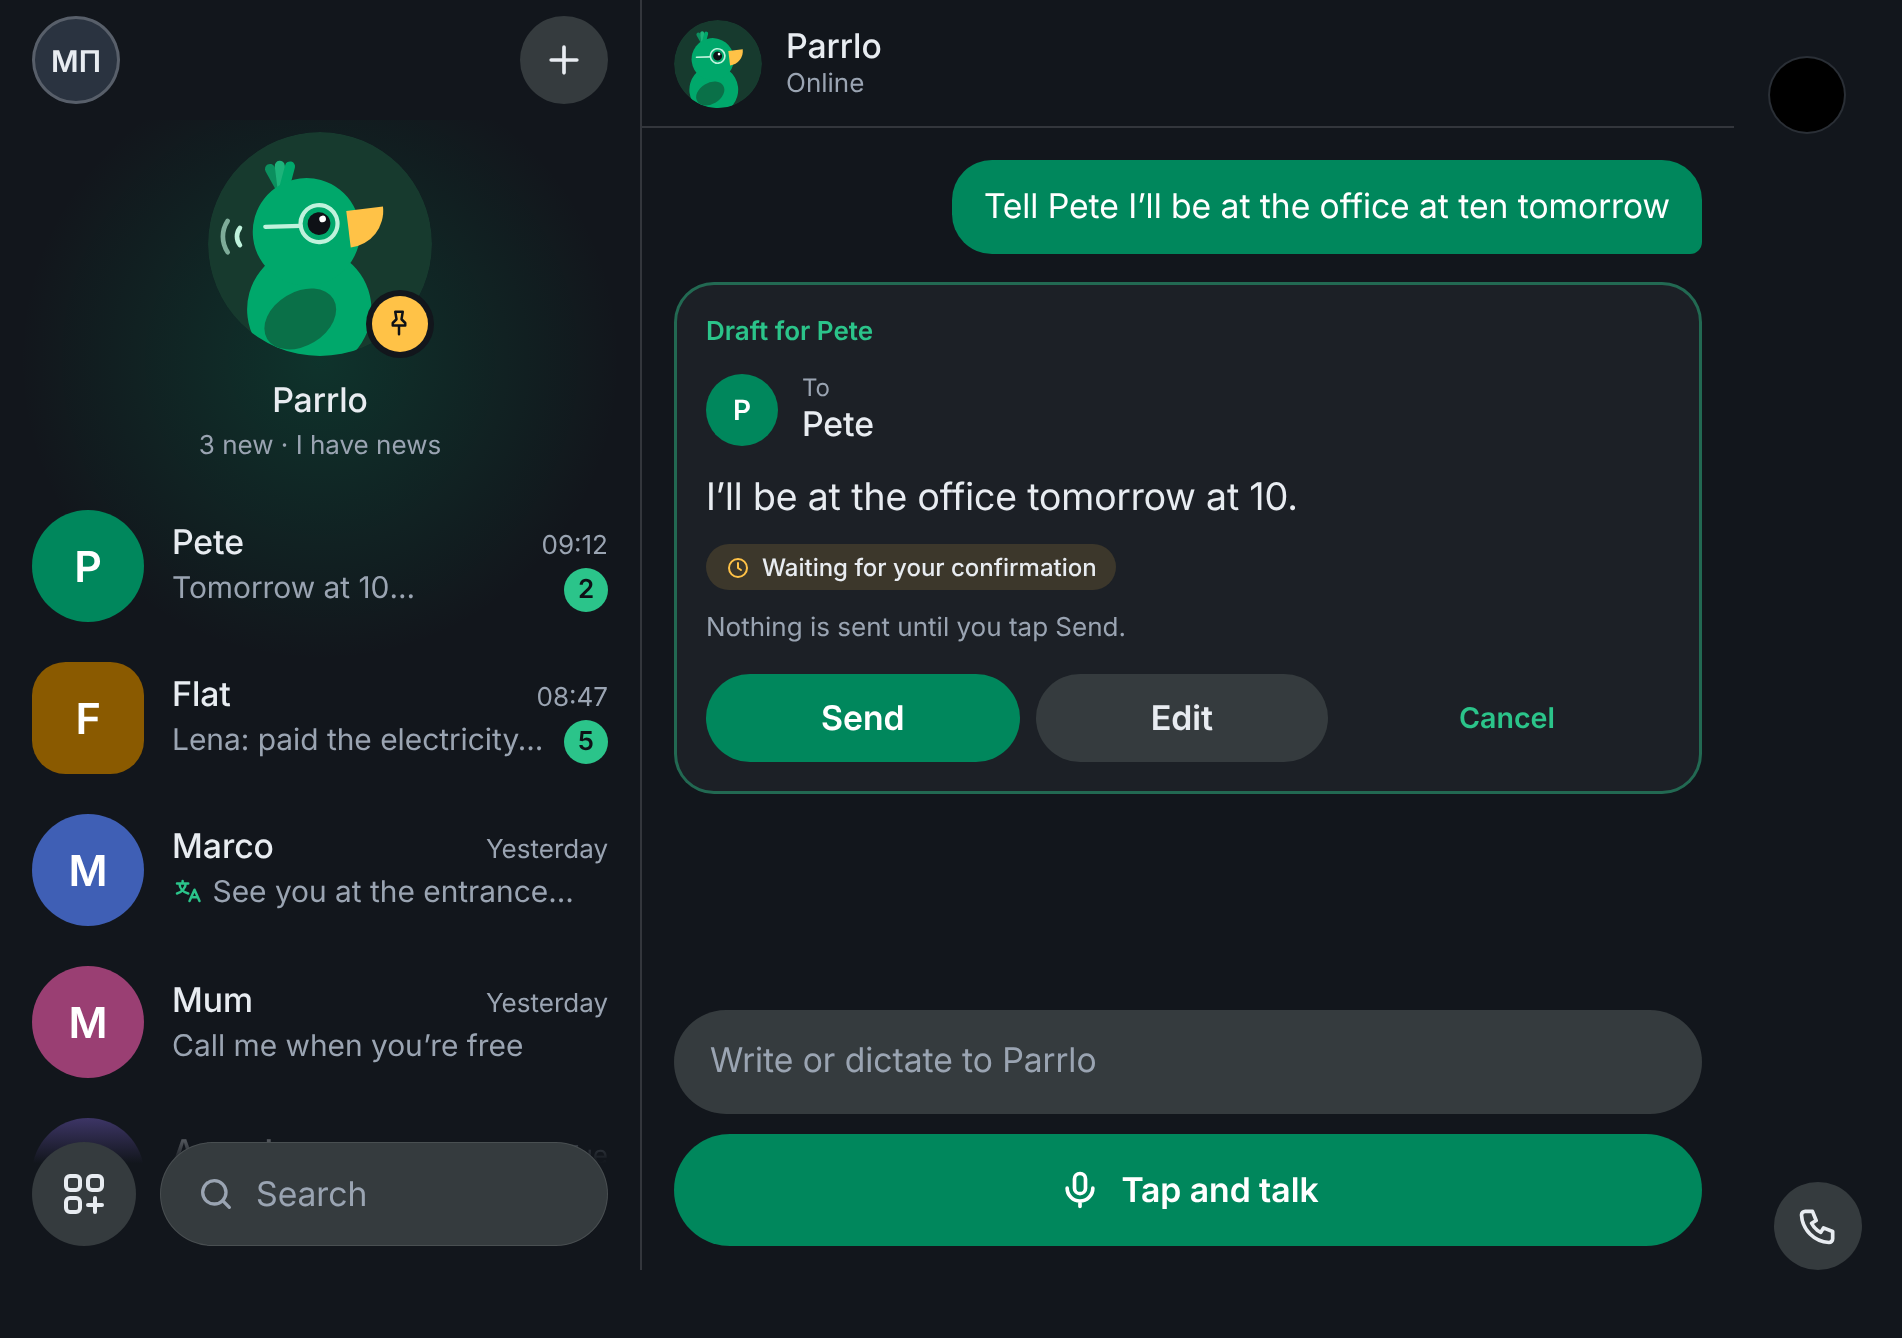 МП
Parrlo
3 new · I have news
Pete
09:12
Tomorrow at 10...
2
Flat
08:47
Lena: paid the electricity...
5
Marco
Yesterday
See you at the entrance...
Mum
Yesterday
Call me when you’re free
Search
P
F
M
M
Parrlo
Online
Tell Pete I’ll be at the office at ten tomorrow
Draft for Pete
P
To
Pete
I’ll be at the office tomorrow at 10.
Waiting for your confirmation
Nothing is sent until you tap Send.
Send
Edit
Cancel
Write or dictate to Parrlo
Tap and talk